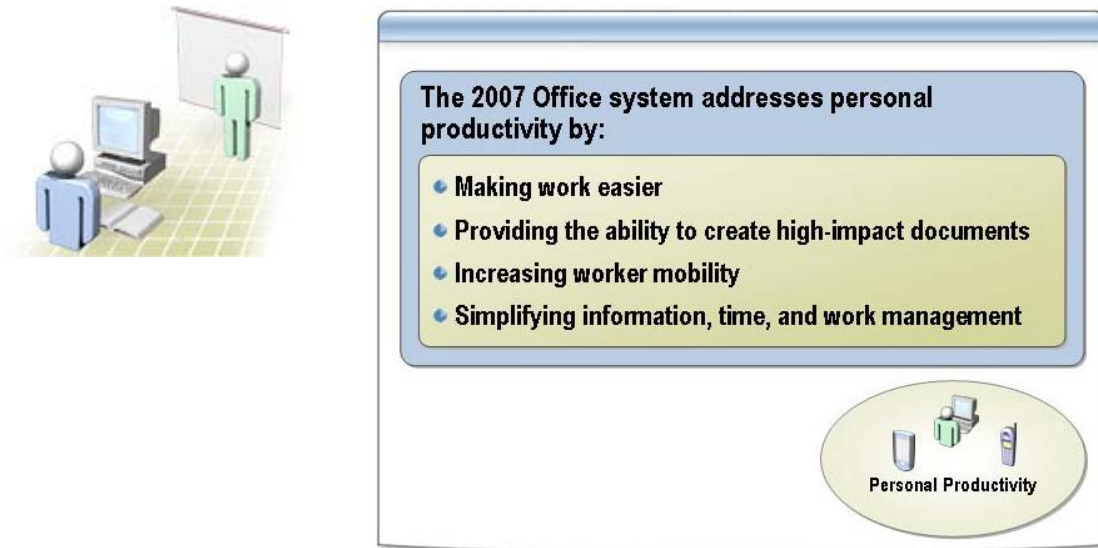 The 2007 Office system addresses personal
productivity by:
Making work easier
Providing the ability to create high-impact documents
Increasing worker mobility
Simplifying information, time, and work management
Personal Productivity